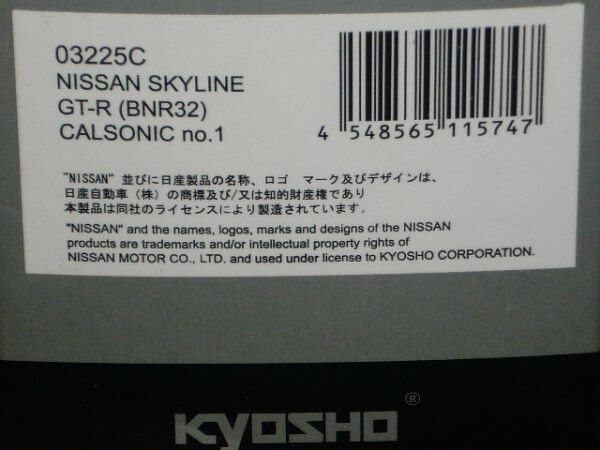 03225C
NISSAN SKYLINE
GT-R (BNR32)
CALSONIC no.1
4 548565 115747
"NISSAN" 並びに日産製品の名称、ロゴ マーク及びデザインは、
日産自動車（株）の商標及び/又は知的財産権であり
本製品は同社のライセンスにより製造されています.
"NISSAN" and the names, logos, marks and designs of the NISSAN
products are trademarks and/or intellectual property rights of
NISSAN MOTOR CO., LTD. and used under license to KYOSHO CORPORATION.
KYOSHO ®